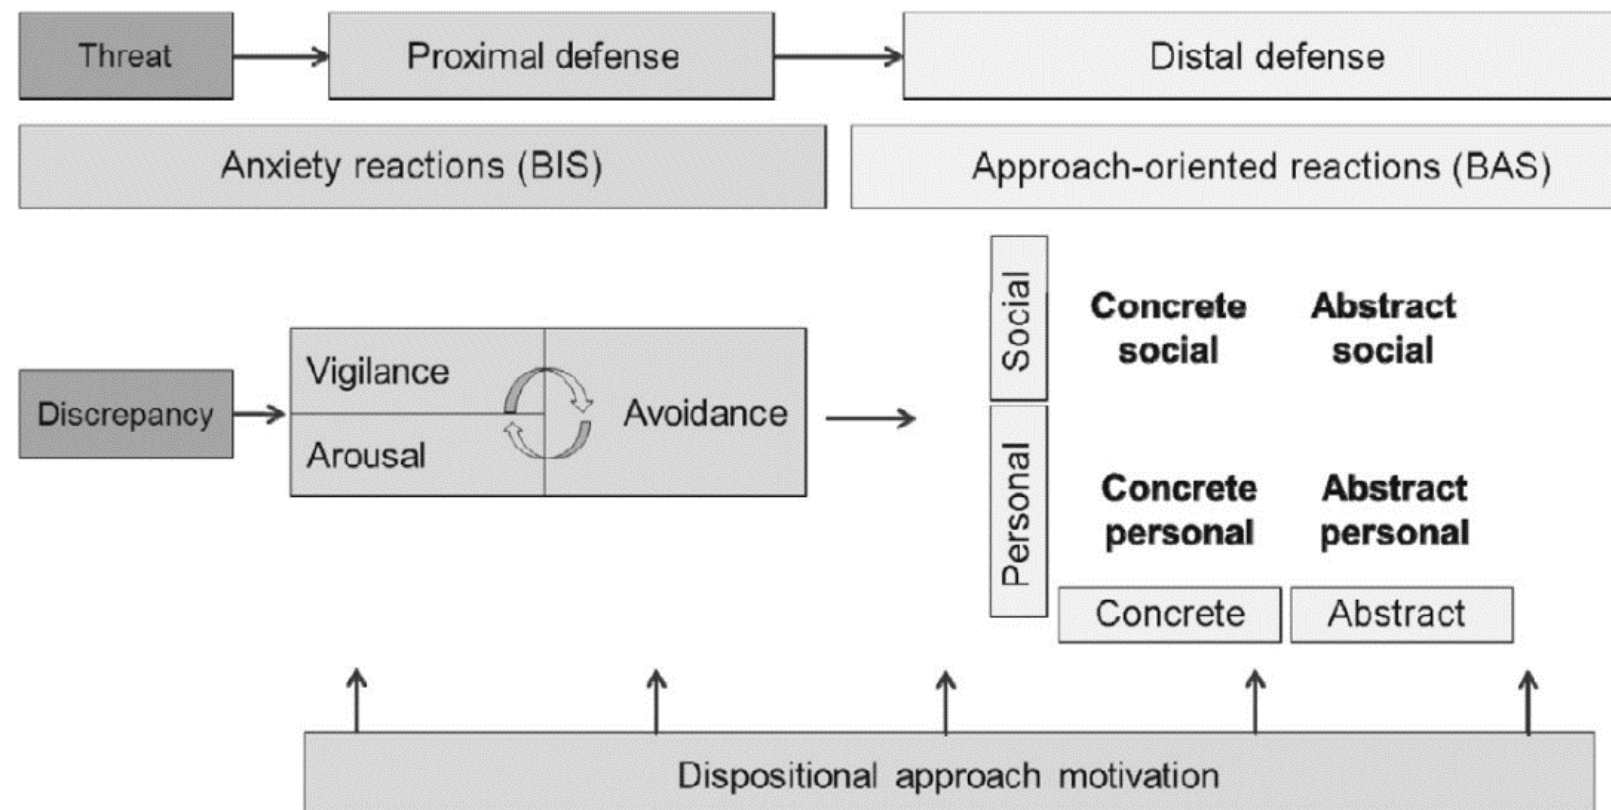 Threat
Proximal defense
Distal defense
Anxiety reactions (BIS)
Approach-oriented reactions (BAS)
Discrepancy
Vigilance
Arousal
Avoidance
Social
Personal
Concrete
social
Abstract
social
Concrete
personal
Abstract
personal
Concrete
Abstract
Dispositional approach motivation